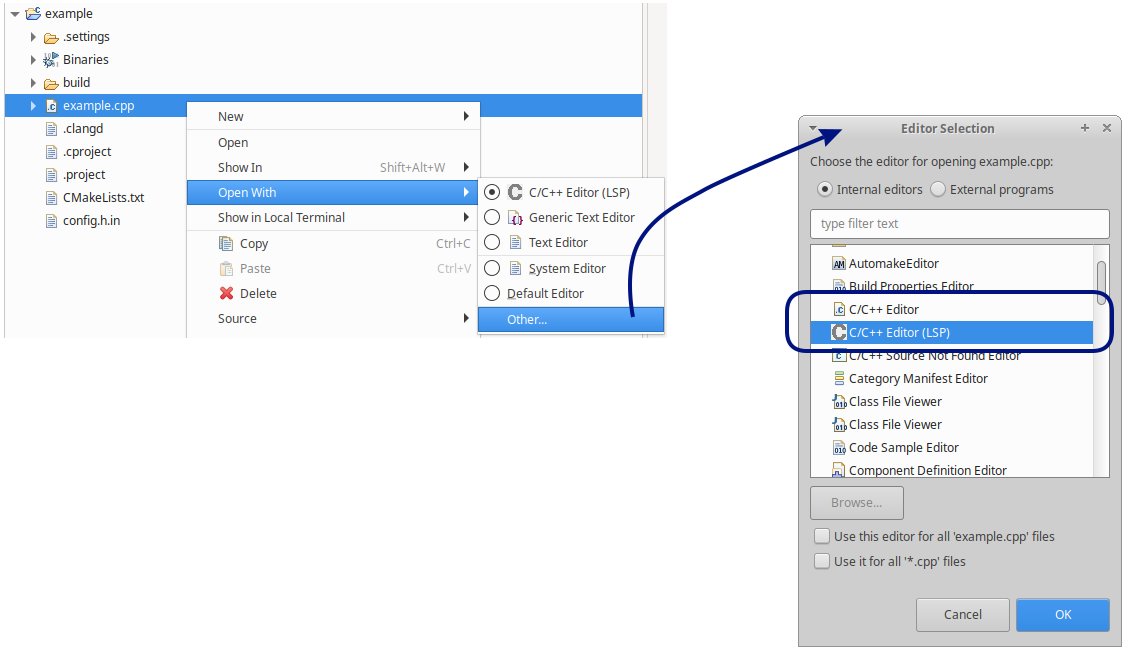 example
.settings
Binaries
build
example.cpp
.clangd
.cproject
.project
CMakeLists.txt
config.h.in
New
Open
Show In Shift+Alt+W
Open With
Show in Local Terminal
Copy Ctrl+C
Paste Ctrl+V
Delete
Source
C/C++ Editor (LSP)
Generic Text Editor
Text Editor
System Editor
Default Editor
Other...
Editor Selection
Choose the editor for opening example.cpp:
Internal editors External programs
type filter text
AutomakeEditor
Build Properties Editor
C/C++ Editor
C/C++ Editor (LSP)
C/C++ Source Not Found Editor
Category Manifest Editor
Class File Viewer
Class File Viewer
Code Sample Editor
Component Definition Editor
Browse...
Use this editor for all 'example.cpp' files
Use it for all '*.cpp' files
Cancel OK